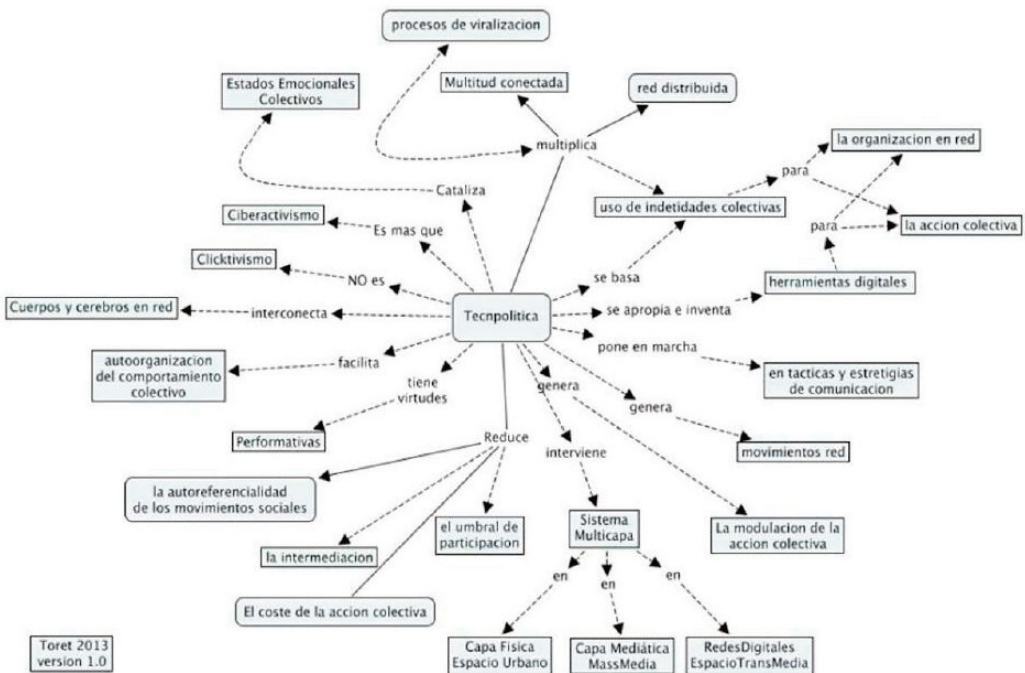 procesos de viralizacion
Estados Emocionales
Colectivos
Multitud conectada
red distribuida
multiplica
la organizacion en red
para
Cataliza
uso de indetidades colectivas
Ciberactivismo
Es mas que
para
la accion colectiva
Clicktivismo
NO es
se basa
herramientas digitales
Cuerpos y cerebros en red
interconecta
Tecnpolitica
se apropia e inventa
pone en marcha
autoorganizacion
del comportamiento
colectivo
facilita
tiene
virtudes
genera
en tacticas y estretigias
de comunicacion
genera
Performativas
Reduce
interviene
movimientos red
la autoreferencialidad
de los movimientos sociales
el umbral de
participacion
Sistema
Multicapa
La modulacion de la
accion colectiva
la intermediacion
en
en
en
El coste de la accion colectiva
Toret 2013
version 1.0
Capa Fisica
Espacio Urbano
Capa Mediática
MassMedia
RedesDigitales
EspacioTransMedia